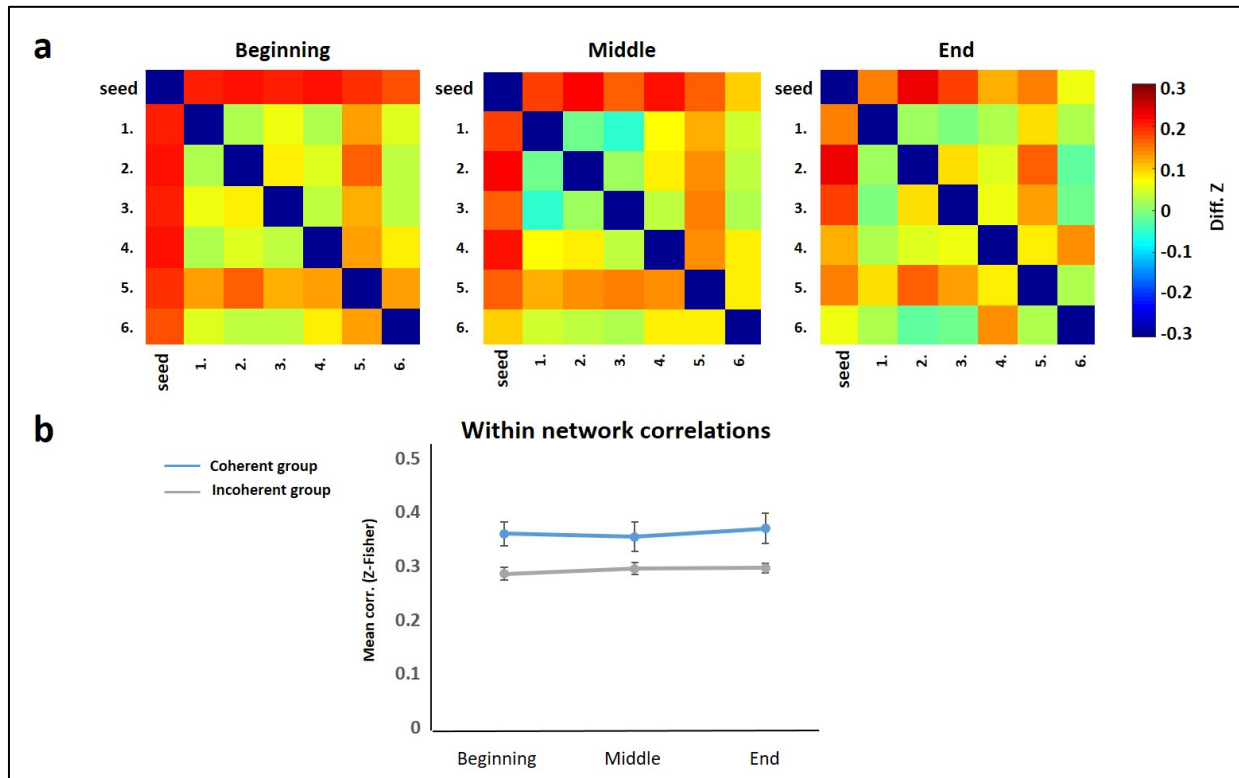 a
Beginning
Middle
End
seed
1.
2.
3.
4.
5.
6.
seed
1.
2.
3.
4.
5.
6.
seed
1.
2.
3.
4.
5.
6.
seed
1.
2.
3.
4.
5.
6.
seed
1.
2.
3.
4.
5.
6.
seed
1.
2.
3.
4.
5.
6.
0.3
0.2
0.1
0
-0.1
-0.2
-0.3
Diff. Z
b
Within network correlations
Coherent group
Incoherent group
Mean corr. (Z-Fisher)
0.5
0.4
0.3
0.2
0.1
0
Beginning
Middle
End